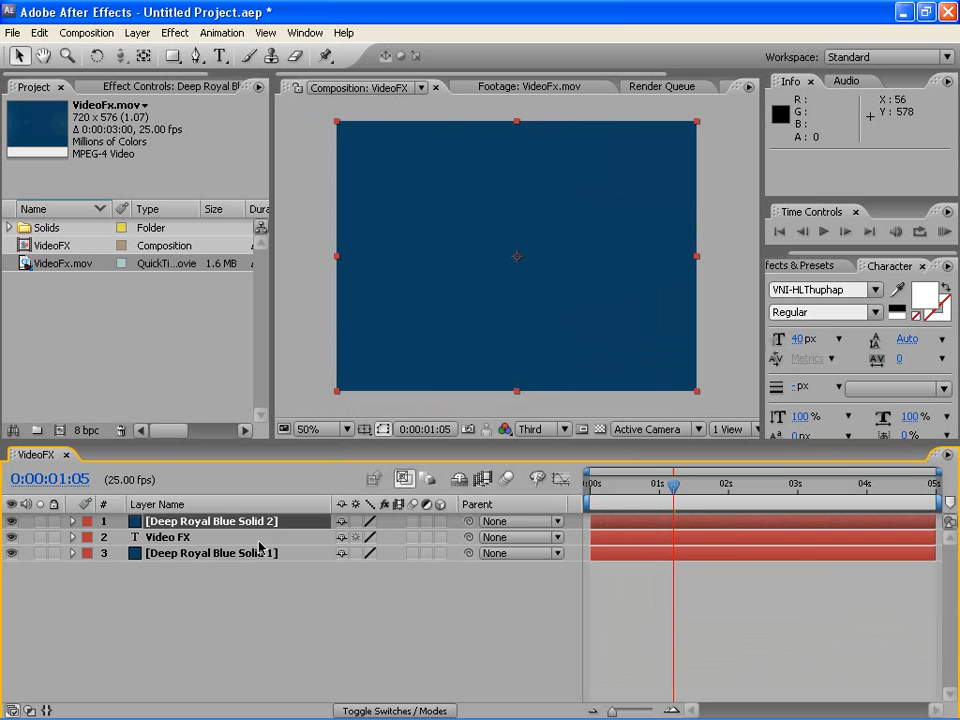 Adobe After Effects - Untitled Project.aep *
File Edit Composition Layer Effect Animation View Window Help
Workspace: Standard
Project × Effect Controls: Deep Royal Bl
Composition: VideoFX × Footage: VideoFx.mov Render Queue
Info × Audio
VideoFx.mov
720 x 576 (1.07)
Δ 0:00:03:00, 25.00 fps
Millions of Colors
MPEG-4 Video
R:
G:
B:
A: 0
X: 56
Y: 578
Name Type Size Dura
Solids Folder
VideoFX Composition
VideoFx.mov QuickTi...ovie 1.6 MB
Time Controls ×
fects & Presets Character ×
VNI-HLThuphap
Regular
40 px Auto
Metrics 0
- px
100 % 100 %
0 px 0 %
8 bpc
50% 0:00:01:05 Third Active Camera 1 View
VideoFX ×
0:00:01:05 (25.00 fps)
:00s 01s 02s 03s 04s 05s
# Layer Name Parent
1 [Deep Royal Blue Solid 2] None
2 T Video FX None
3 [Deep Royal Blue Solid 1] None
Toggle Switches / Modes